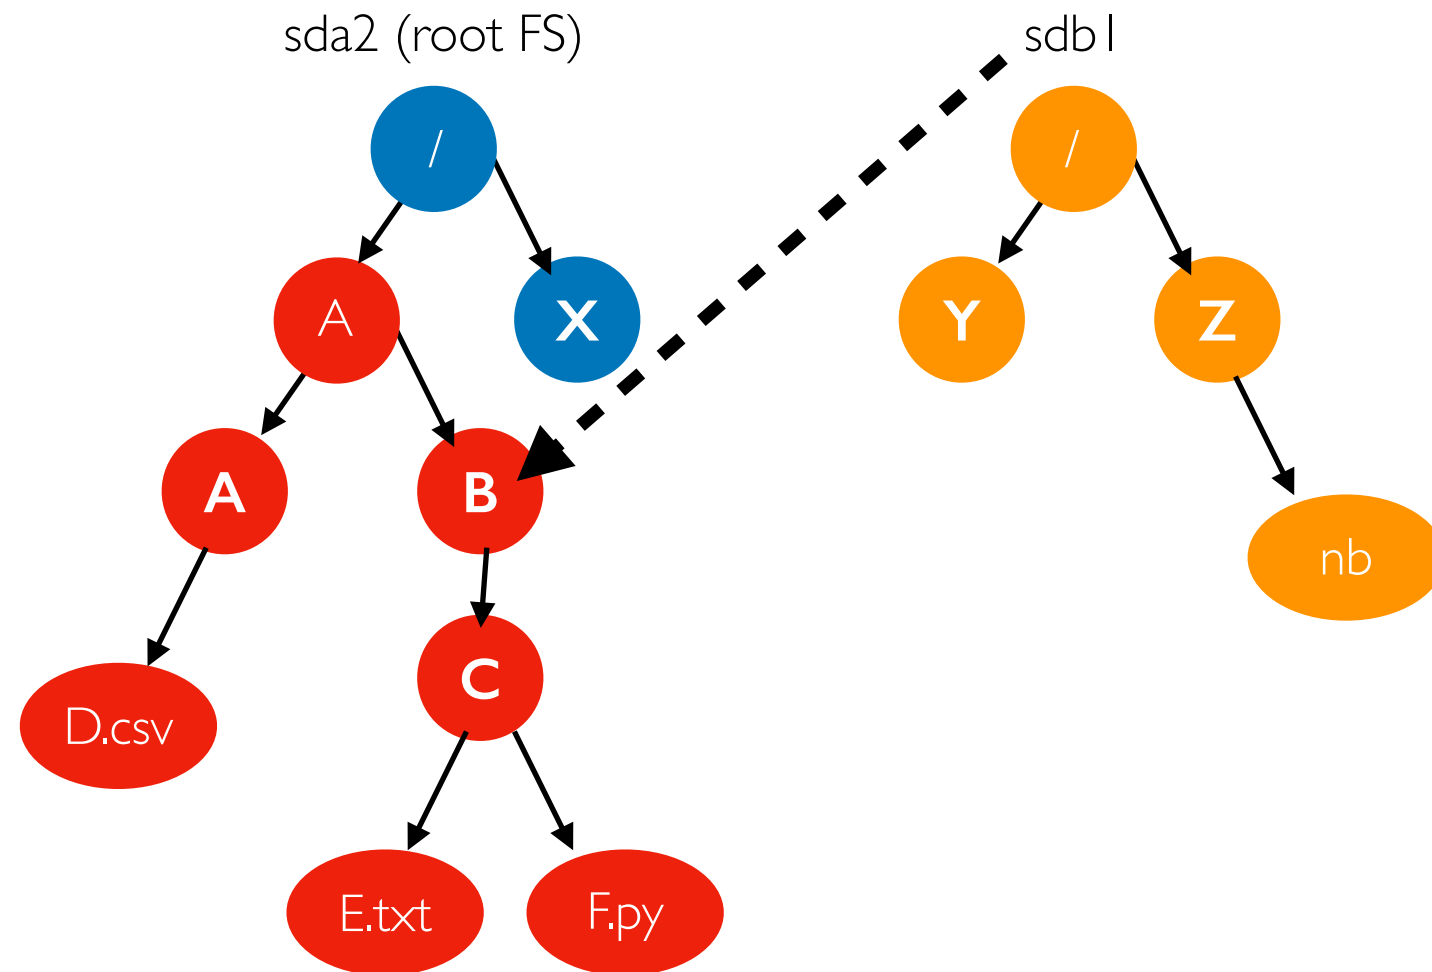 sda2 (root FS)
sdb1
/
/
A
X
Y
Z
A
B
nb
C
D.csv
E.txt
F.py